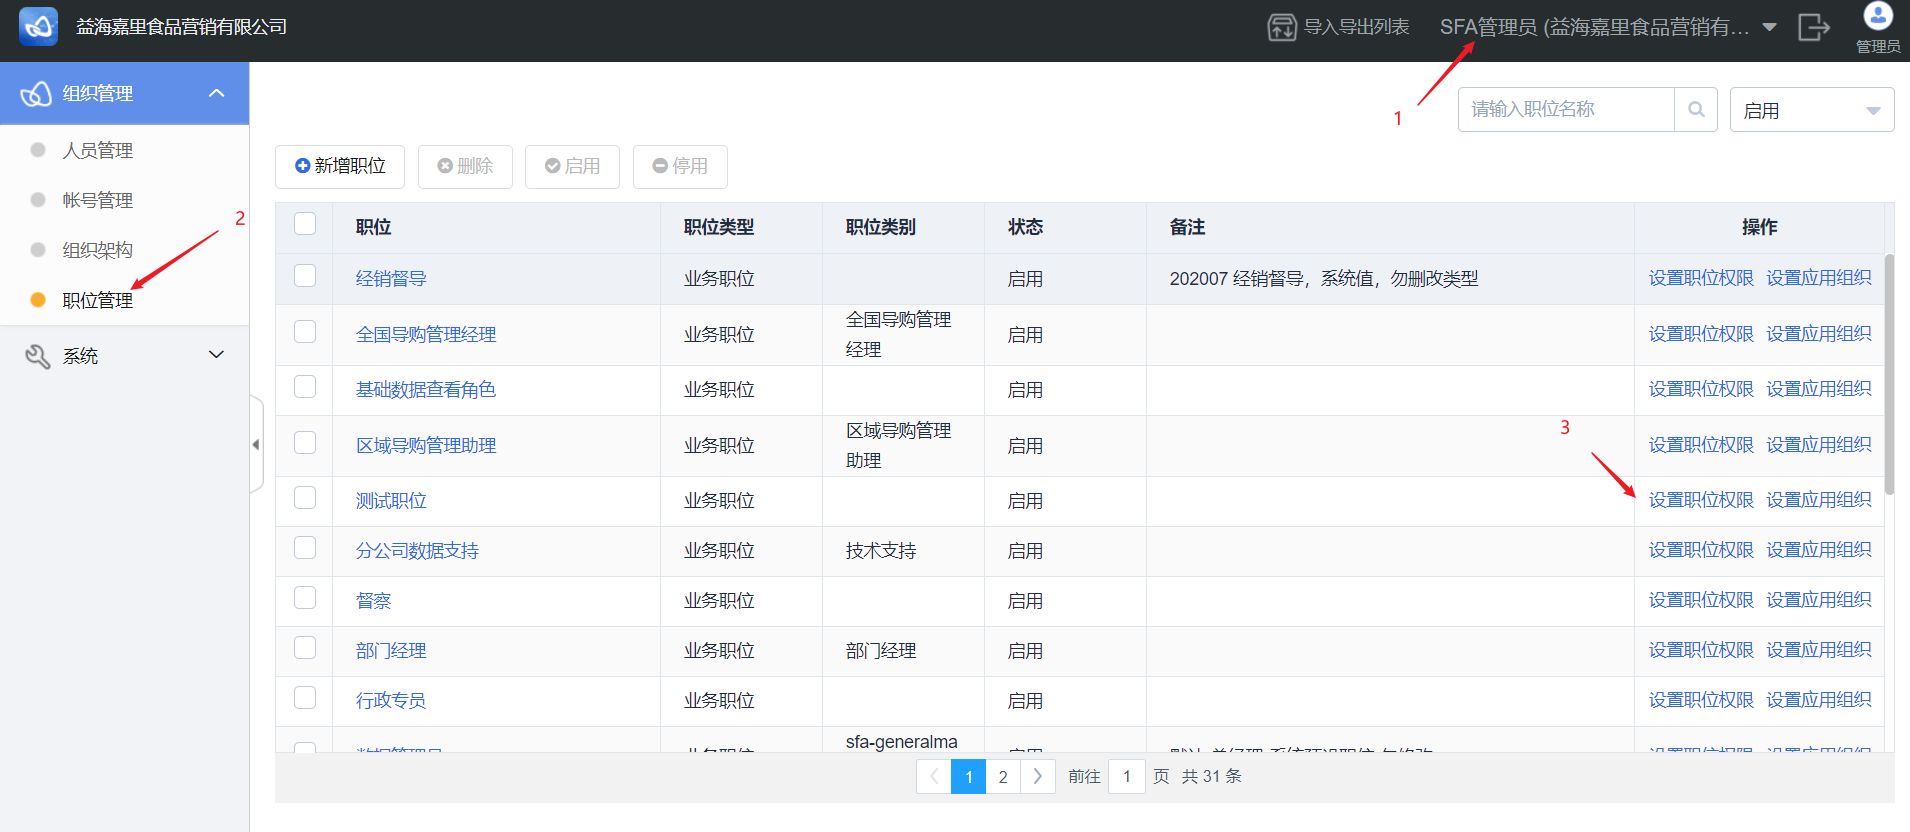 益海嘉里食品营销有限公司
导入导出列表
SFA管理员 (益海嘉里食品营销有...
管理员
组织管理
人员管理
帐号管理
组织架构
职位管理
系统
1
2
3
请输入职位名称
启用
新增职位 删除 启用 停用
职位 职位类型 职位类别 状态 备注 操作
经销督导 业务职位 启用 202007 经销督导，系统值，勿删改类型 设置职位权限 设置应用组织
全国导购管理经理 业务职位 全国导购管理 启用 设置职位权限 设置应用组织
经理
基础数据查看角色 业务职位 启用 设置职位权限 设置应用组织
区域导购管理助理 业务职位 区域导购管理 启用 设置职位权限 设置应用组织
助理
测试职位 业务职位 启用 设置职位权限 设置应用组织
分公司数据支持 业务职位 技术支持 启用 设置职位权限 设置应用组织
督察 业务职位 启用 设置职位权限 设置应用组织
部门经理 业务职位 部门经理 启用 设置职位权限 设置应用组织
行政专员 业务职位 启用 设置职位权限 设置应用组织
sfa-generalma
1 2 前往 1 页 共 31 条